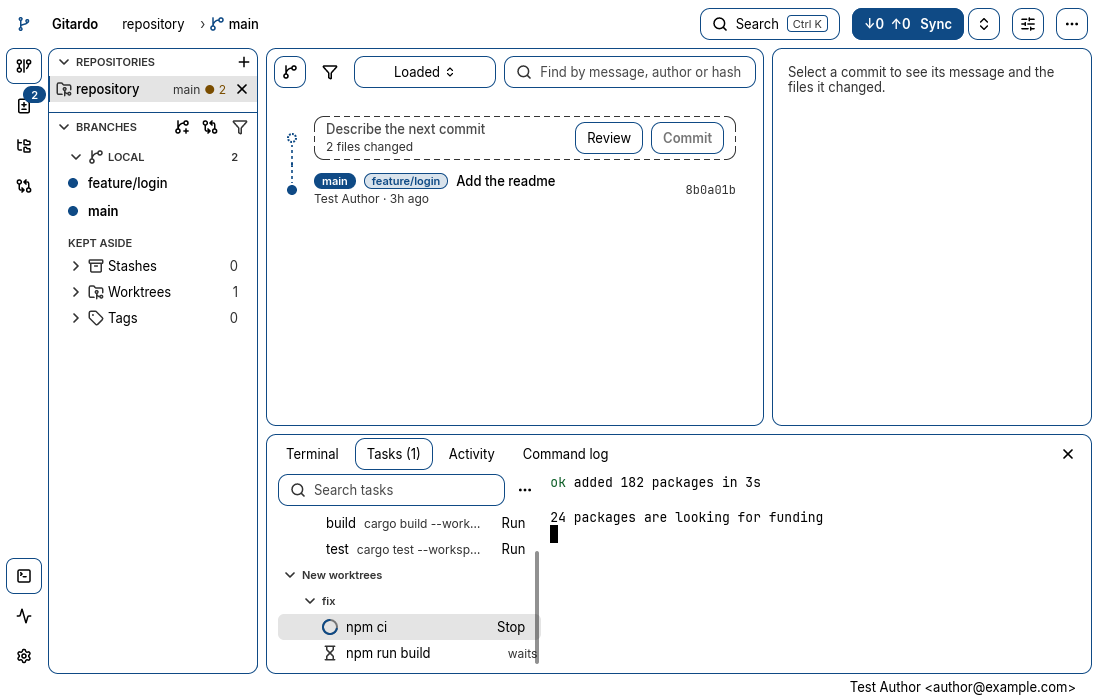 Gitardo
repository › main
Search Ctrl K
↓0 ↑0 Sync
2
REPOSITORIES
repository main 2
BRANCHES
LOCAL 2
feature/login
main
KEPT ASIDE
Stashes 0
Worktrees 1
Tags 0
Loaded
Find by message, author or hash
Describe the next commit
2 files changed
Review
Commit
main feature/login Add the readme
Test Author · 3h ago
8b0a01b
Select a commit to see its message and the
files it changed.
Terminal Tasks (1) Activity Command log
Search tasks
build cargo build --work... Run
test cargo test --worksp... Run
New worktrees
fix
npm ci Stop
npm run build waits
ok added 182 packages in 3s
24 packages are looking for funding
Test Author <author@example.com>